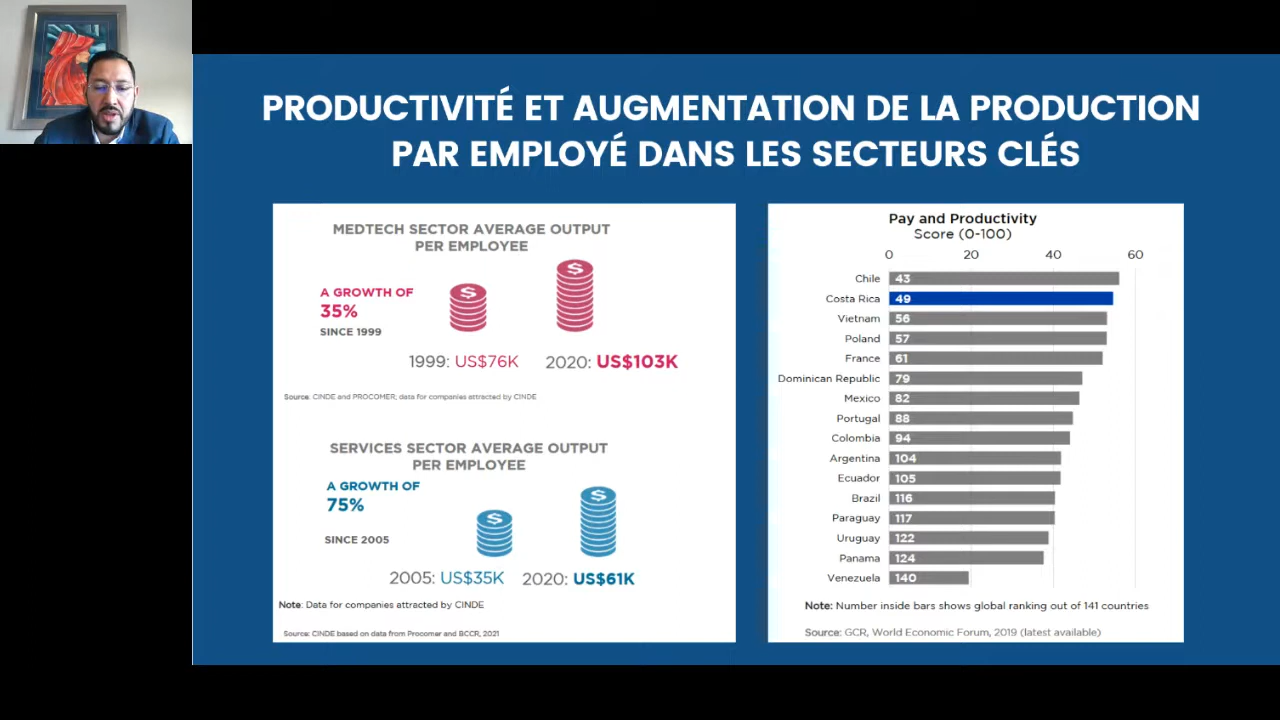 PRODUCTIVITÉ ET AUGMENTATION DE LA PRODUCTION
PAR EMPLOYÉ DANS LES SECTEURS CLÉS
MEDTECH SECTOR AVERAGE OUTPUT
PER EMPLOYEE
A GROWTH OF
35%
SINCE 1999
$
$
1999: US$76K
2020: US$103K
Source: CINDE and PROCOMER; data for companies attracted by CINDE
SERVICES SECTOR AVERAGE OUTPUT
PER EMPLOYEE
A GROWTH OF
75%
SINCE 2005
$
$
2005: US$35K
2020: US$61K
Note: Data for companies attracted by CINDE
Source: CINDE based on data from Procomer and BCCR, 2021
Pay and Productivity
Score (0-100)
0 20 40 60
Chile 43
Costa Rica 49
Vietnam 56
Poland 57
France 61
Dominican Republic 79
Mexico 82
Portugal 88
Colombia 94
Argentina 104
Ecuador 105
Brazil 116
Paraguay 117
Uruguay 122
Panama 124
Venezuela 140
Note: Number inside bars shows global ranking out of 141 countries
Source: GCR, World Economic Forum, 2019 (latest available)